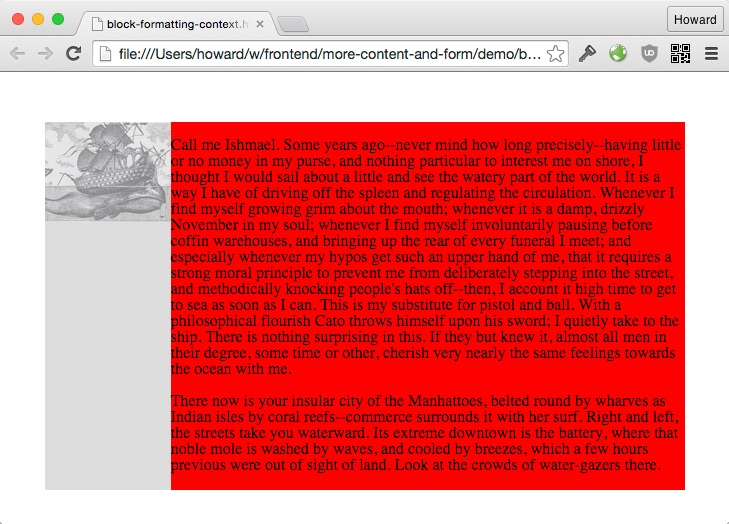 block-formatting-context.h
Howard
file:///Users/howard/w/frontend/more-content-and-form/demo/b...
UO
Call me Ishmael. Some years ago--never mind how long precisely--having little
or no money in my purse, and nothing particular to interest me on shore, I
thought I would sail about a little and see the watery part of the world. It is a
way I have of driving off the spleen and regulating the circulation. Whenever I
find myself growing grim about the mouth; whenever it is a damp, drizzly
November in my soul; whenever I find myself involuntarily pausing before
coffin warehouses, and bringing up the rear of every funeral I meet; and
especially whenever my hypos get such an upper hand of me, that it requires a
strong moral principle to prevent me from deliberately stepping into the street,
and methodically knocking people's hats off--then, I account it high time to get
to sea as soon as I can. This is my substitute for pistol and ball. With a
philosophical flourish Cato throws himself upon his sword; I quietly take to the
ship. There is nothing surprising in this. If they but knew it, almost all men in
their degree, some time or other, cherish very nearly the same feelings towards
the ocean with me.
There now is your insular city of the Manhattoes, belted round by wharves as
Indian isles by coral reefs--commerce surrounds it with her surf. Right and left,
the streets take you waterward. Its extreme downtown is the battery, where that
noble mole is washed by waves, and cooled by breezes, which a few hours
previous were out of sight of land. Look at the crowds of water-gazers there.